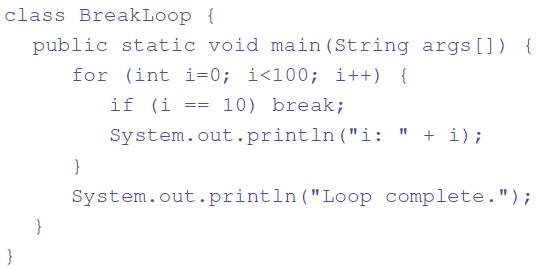 class BreakLoop {
public static void main(String args[]) {
for (int i=0; i<100; i++) {
if (i == 10) break;
System.out.println("i: " + i);
}
System.out.println("Loop complete.");
}
}